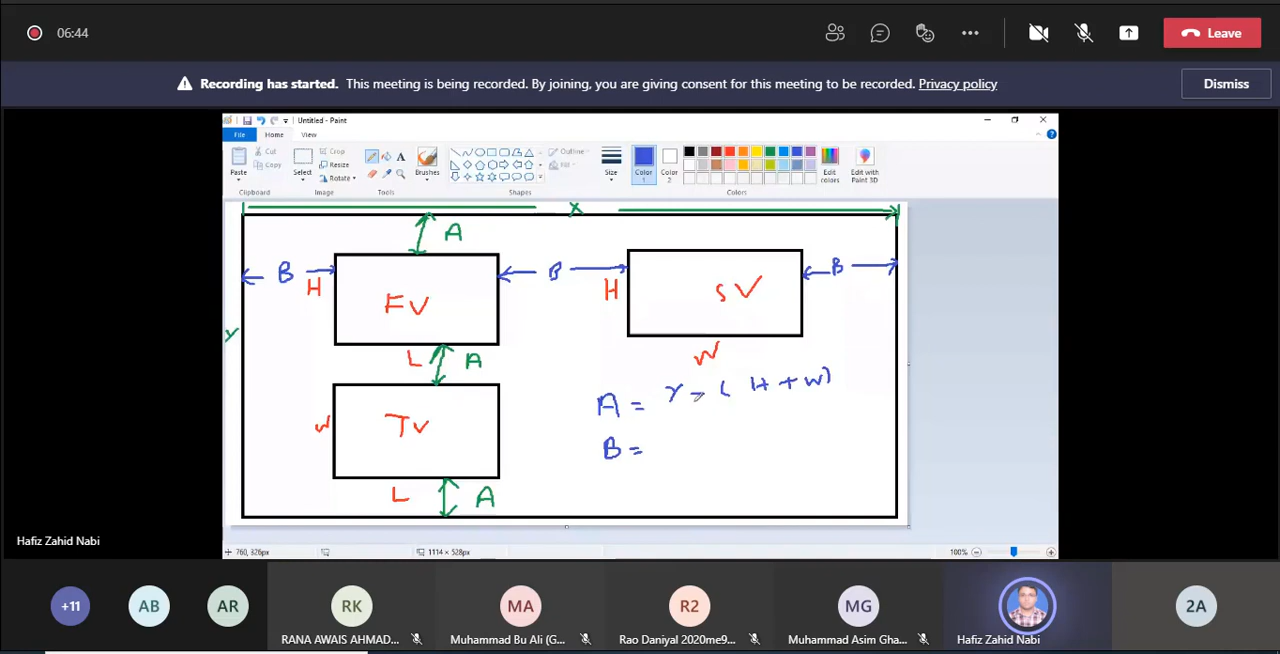 06:44
Leave
Recording has started. This meeting is being recorded. By joining, you are giving consent for this meeting to be recorded. Privacy policy
Dismiss
Untitled - Paint
File Home View
Paste
Cut
Copy
Clipboard
Select
Crop
Resize
Rotate
Image
A
Tools
Brushes
Outline
Fill
Shapes
Size
Color 1
Color 2
Edit colors
Edit with Paint 3D
Colors
X
A
B
H
FV
B
H
SV
B
Y
L
A
W
W
TV
A = Y - ( H + W)
B =
L
A
760, 326px
1114 × 528px
100%
Hafiz Zahid Nabi
+11
AB
AR
RK
RANA AWAIS AHMAD...
MA
Muhammad Bu Ali (G...
R2
Rao Daniyal 2020me9...
MG
Muhammad Asim Gha...
Hafiz Zahid Nabi
2A